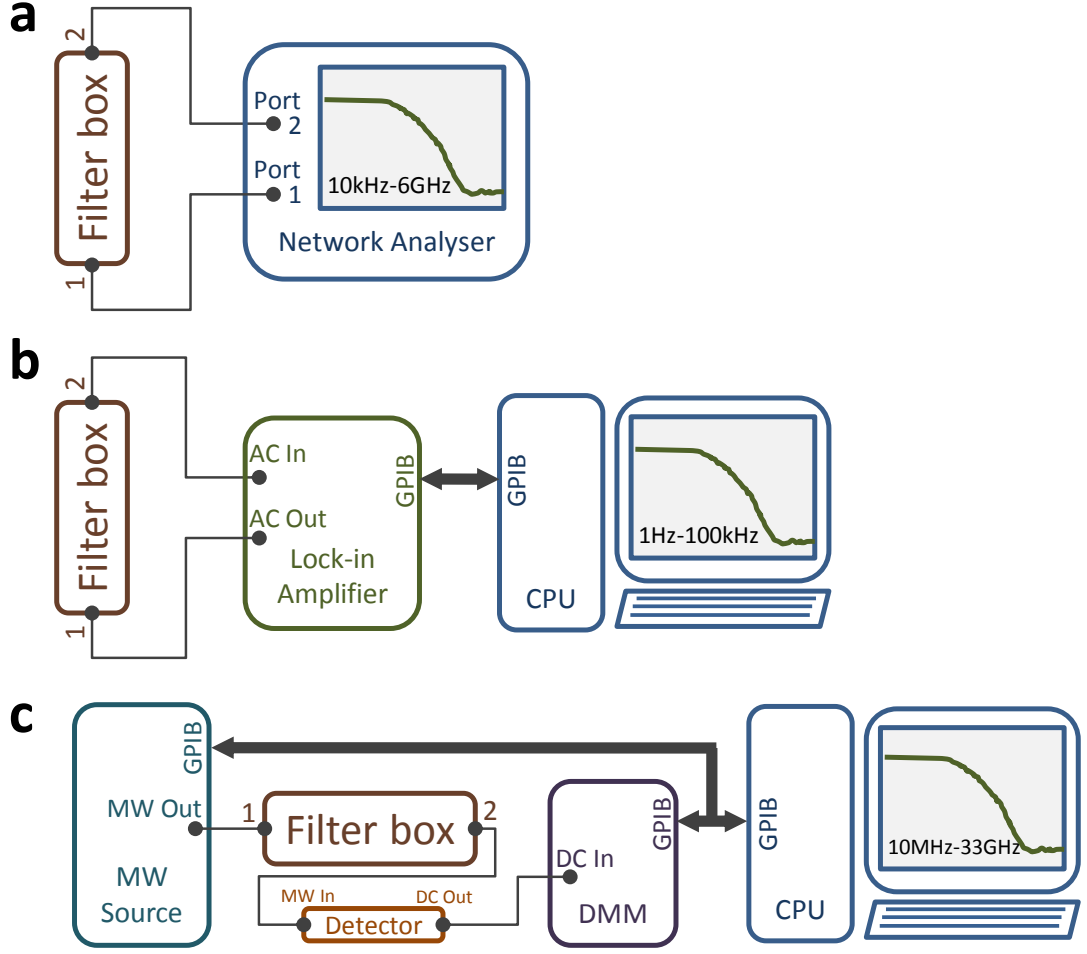 a
2
Filter box
1
Port
2
Port
1
10kHz-6GHz
Network Analyser
b
2
Filter box
1
AC In
AC Out
GPIB
Lock-in
Amplifier
GPIB
CPU
1Hz-100kHz
c
GPIB
MW Out
MW
Source
1
Filter box
2
MW In
DC Out
Detector
GPIB
DC In
DMM
GPIB
CPU
10MHz-33GHz